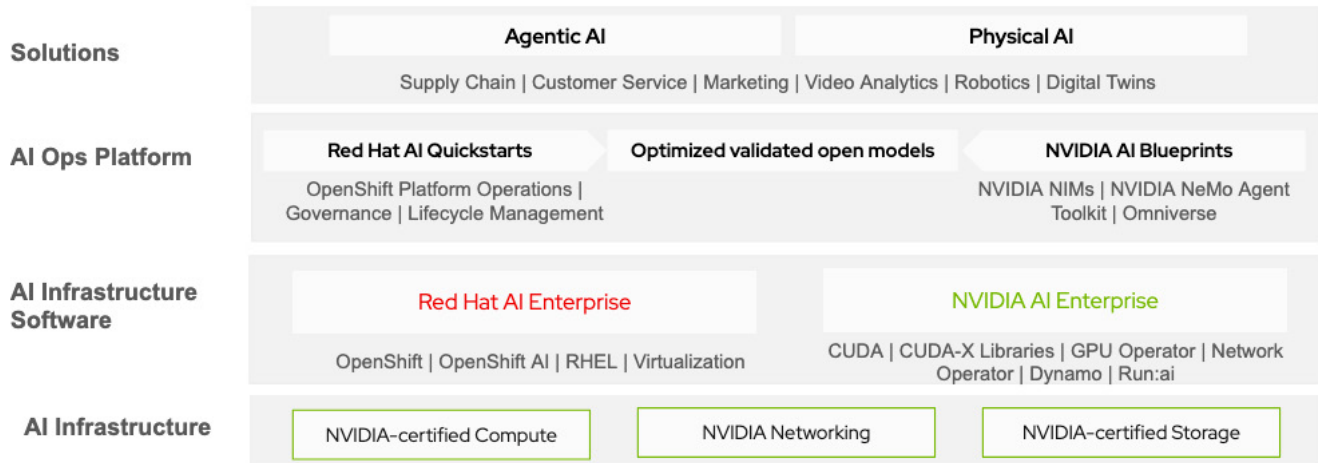 Solutions
Agentic AI
Physical AI
Supply Chain | Customer Service | Marketing | Video Analytics | Robotics | Digital Twins
AI Ops Platform
Red Hat AI Quickstarts
Optimized validated open models
NVIDIA AI Blueprints
OpenShift Platform Operations |
Governance | Lifecycle Management
NVIDIA NIMs | NVIDIA NeMo Agent
Toolkit | Omniverse
AI Infrastructure
Software
Red Hat AI Enterprise
NVIDIA AI Enterprise
OpenShift | OpenShift AI | RHEL | Virtualization
CUDA | CUDA-X Libraries | GPU Operator | Network
Operator | Dynamo | Run:ai
AI Infrastructure
NVIDIA-certified Compute
NVIDIA Networking
NVIDIA-certified Storage